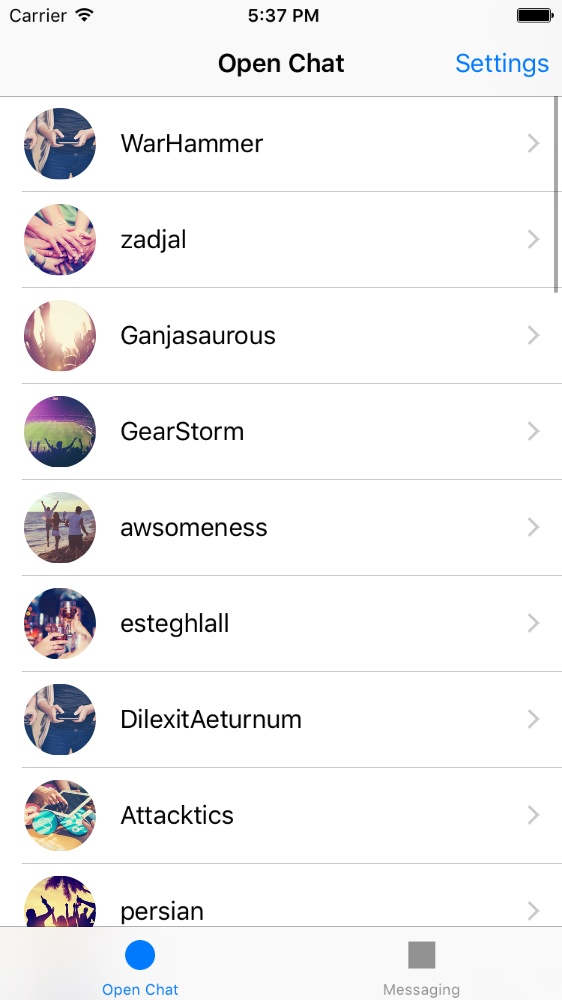 Carrier 5:37 PM
Open Chat Settings
WarHammer
zadjal
Ganjasaurous
GearStorm
awsomeness
esteghlall
DilexitAeturnum
Attacktics
persian
Open Chat Messaging